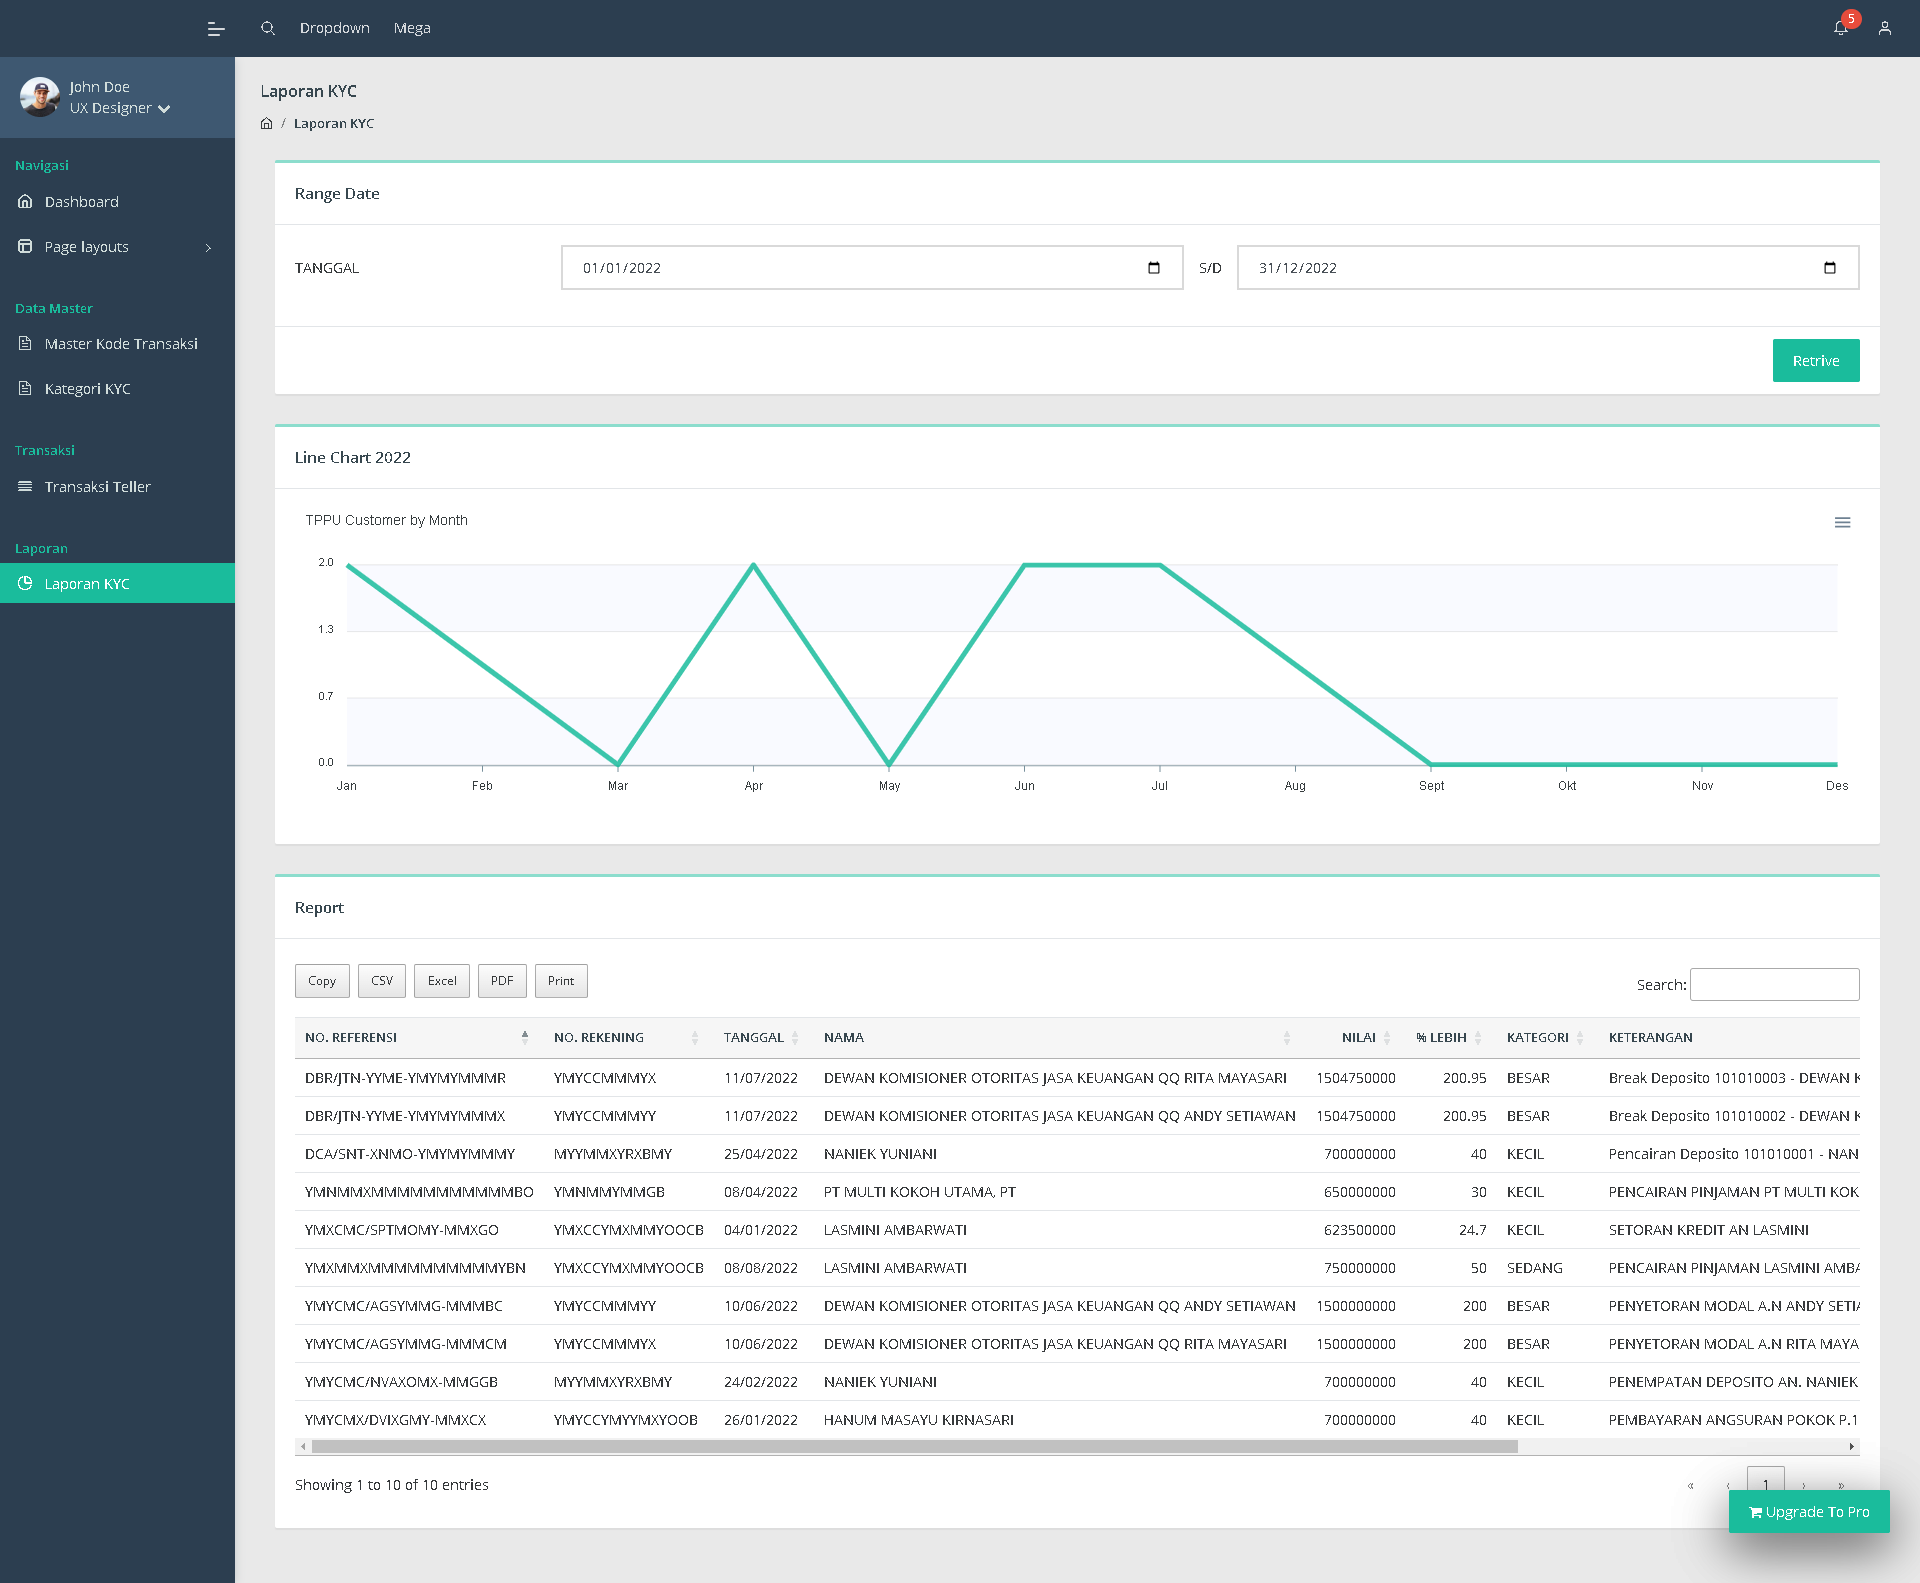 Dropdown Mega 5
John Doe
UX Designer
Navigasi
Dashboard
Page layouts
Data Master
Master Kode Transaksi
Kategori KYC
Transaksi
Transaksi Teller
Laporan
Laporan KYC
Laporan KYC
/ Laporan KYC
Range Date
TANGGAL 01/01/2022 S/D 31/12/2022
Retrive
Line Chart 2022
TPPU Customer by Month
2.0
1.3
0.7
0.0
Jan Feb Mar Apr May Jun Jul Aug Sept Okt Nov Des
Report
Copy CSV Excel PDF Print Search:
NO. REFERENSI NO. REKENING TANGGAL NAMA NILAI % LEBIH KATEGORI KETERANGAN
DBR/JTN-YYME-YMYMYMMMR YMYCCMMMYX 11/07/2022 DEWAN KOMISIONER OTORITAS JASA KEUANGAN QQ RITA MAYASARI 1504750000 200.95 BESAR Break Deposito 101010003 - DEWAN K
DBR/JTN-YYME-YMYMYMMMX YMYCCMMMYY 11/07/2022 DEWAN KOMISIONER OTORITAS JASA KEUANGAN QQ ANDY SETIAWAN 1504750000 200.95 BESAR Break Deposito 101010002 - DEWAN K
DCA/SNT-XNMO-YMYMYMMMY MYYMMXYRXBMY 25/04/2022 NANIEK YUNIANI 700000000 40 KECIL Pencairan Deposito 101010001 - NAN
YMNMMXMMMMMMMMMMMBO YMNMMYMMGB 08/04/2022 PT MULTI KOKOH UTAMA, PT 650000000 30 KECIL PENCAIRAN PINJAMAN PT MULTI KOK
YMXCMC/SPTMOMY-MMXGO YMXCCYMXMMYOOCB 04/01/2022 LASMINI AMBARWATI 623500000 24.7 KECIL SETORAN KREDIT AN LASMINI
YMXMMXMMMMMMMMMMYBN YMXCCYMXMMYOOCB 08/08/2022 LASMINI AMBARWATI 750000000 50 SEDANG PENCAIRAN PINJAMAN LASMINI AMBA
YMYCMC/AGSYMMG-MMMBC YMYCCMMMYY 10/06/2022 DEWAN KOMISIONER OTORITAS JASA KEUANGAN QQ ANDY SETIAWAN 1500000000 200 BESAR PENYETORAN MODAL A.N ANDY SETIA
YMYCMC/AGSYMMG-MMMCM YMYCCMMMYX 10/06/2022 DEWAN KOMISIONER OTORITAS JASA KEUANGAN QQ RITA MAYASARI 1500000000 200 BESAR PENYETORAN MODAL A.N RITA MAYA
YMYCMC/NVAXOMX-MMGGB MYYMMXYRXBMY 24/02/2022 NANIEK YUNIANI 700000000 40 KECIL PENEMPATAN DEPOSITO AN. NANIEK
YMYCMX/DVIXGMY-MMXCX YMYCCYMYYMXYOOB 26/01/2022 HANUM MASAYU KIRNASARI 700000000 40 KECIL PEMBAYARAN ANGSURAN POKOK P.1
Showing 1 to 10 of 10 entries « ‹ 1 › »
Upgrade To Pro